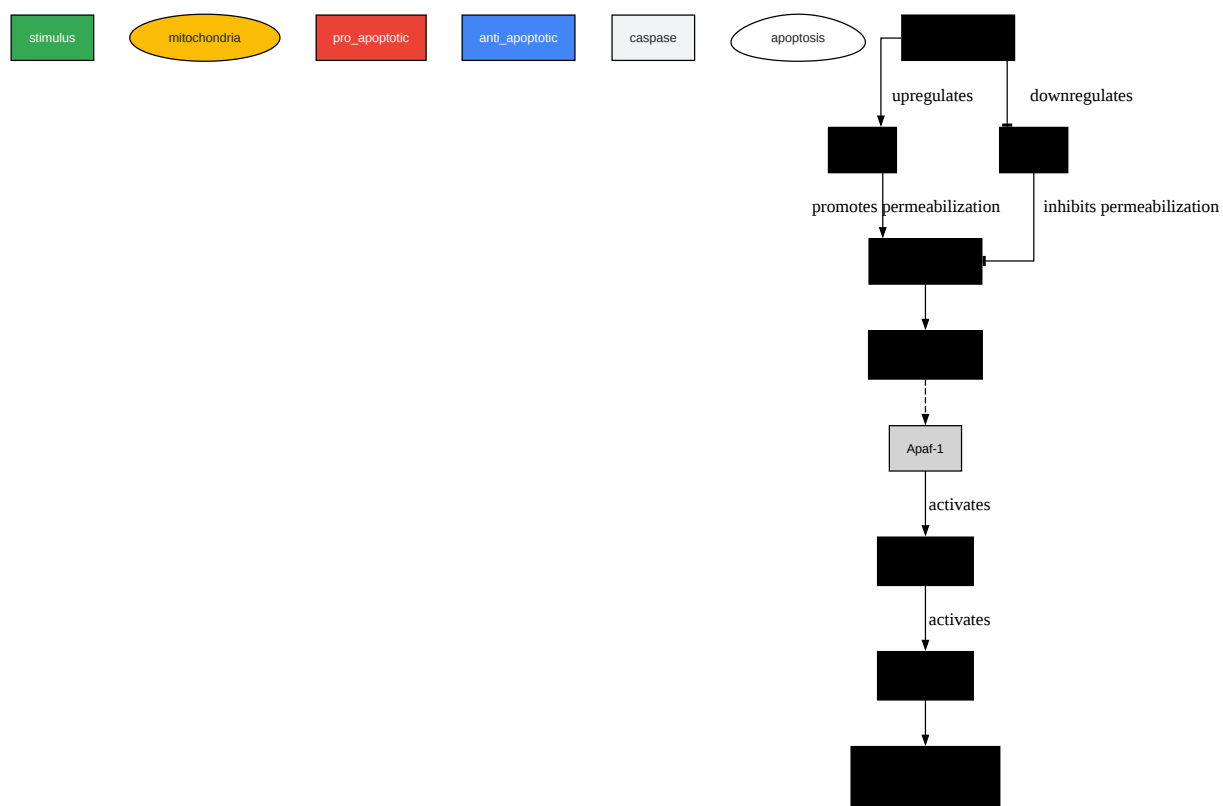 stimulus
mitochondria
pro_apoptotic
anti_apoptotic
caspase
apoptosis
upregulates
downregulates
promotes permeabilization
inhibits permeabilization
Apaf-1
activates
activates